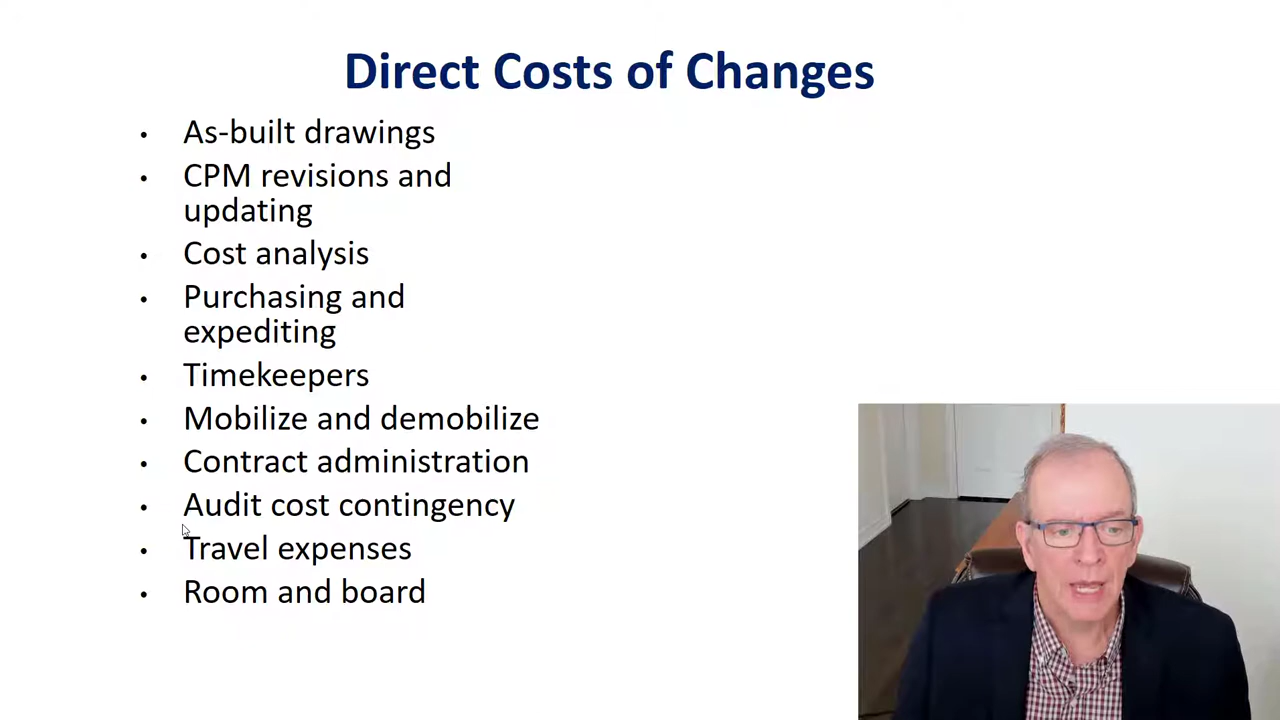 Direct Costs of Changes
• As-built drawings
• CPM revisions and
updating
• Cost analysis
• Purchasing and
expediting
• Timekeepers
• Mobilize and demobilize
• Contract administration
• Audit cost contingency
• Travel expenses
• Room and board